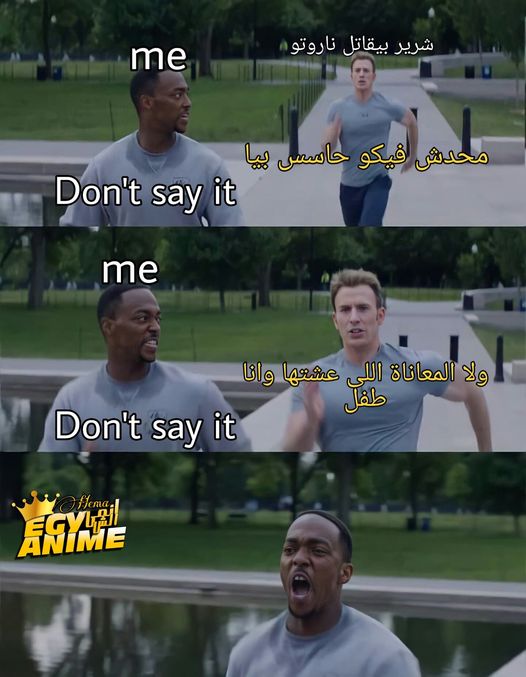 me
شرير بيقاتل ناروتو
محدش فيكو حاسس بيا
Don't say it
me
ولا المعاناة اللى عشتها وانا
طفل
Don't say it
Hema
EGY
ANIME